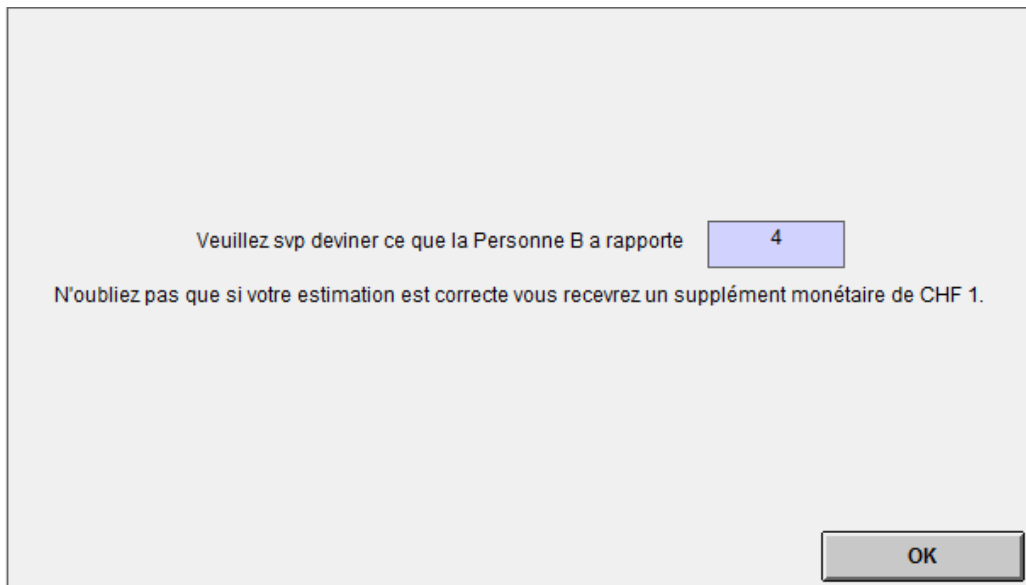 Veuillez svp deviner ce que la Personne B a rapporte 4
N'oubliez pas que si votre estimation est correcte vous recevrez un supplément monétaire de CHF 1.
OK